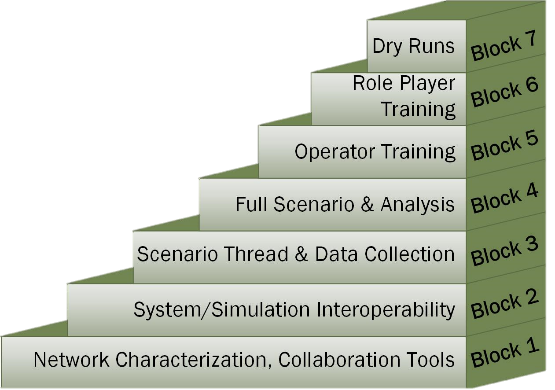 Dry Runs Block 7
Role Player
Training Block 6
Operator Training Block 5
Full Scenario & Analysis Block 4
Scenario Thread & Data Collection Block 3
System/Simulation Interoperability Block 2
Network Characterization, Collaboration Tools Block 1